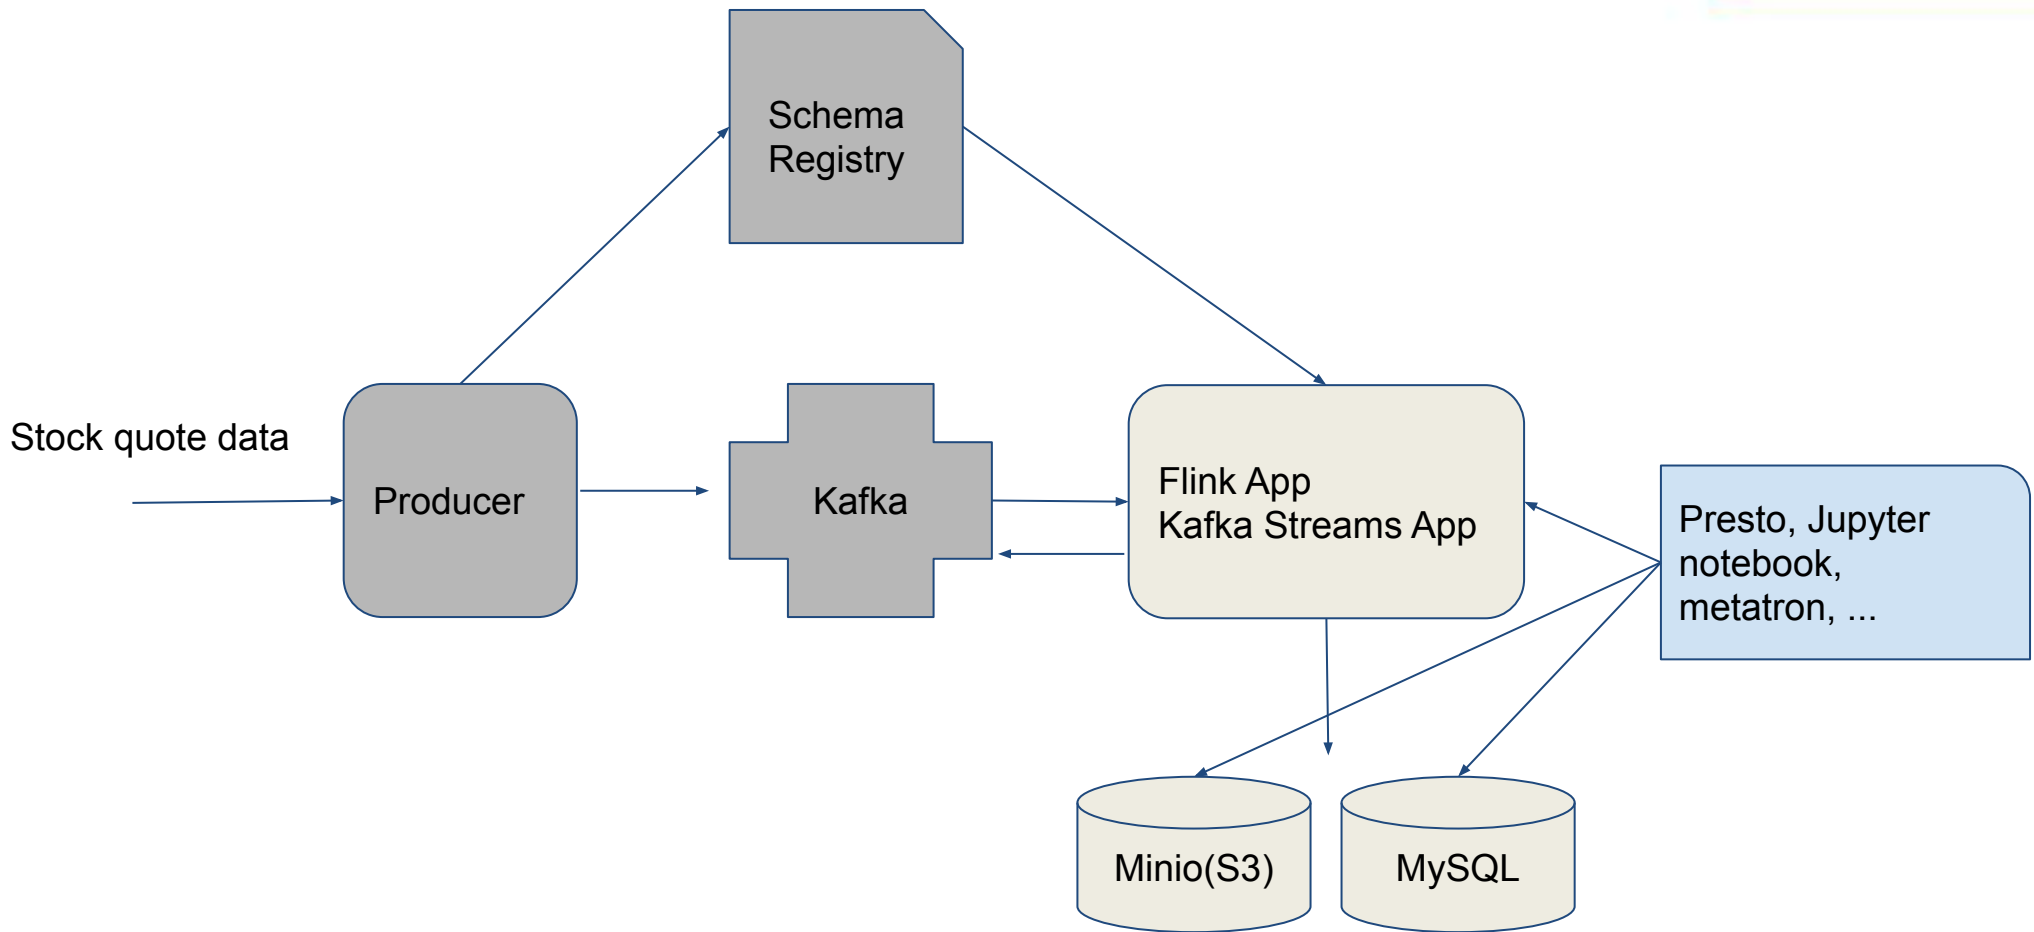 Schema
Registry
Stock quote data
Producer
Kafka
Flink App
Kafka Streams App
Presto, Jupyter
notebook,
metatron, ...
Minio(S3)
MySQL